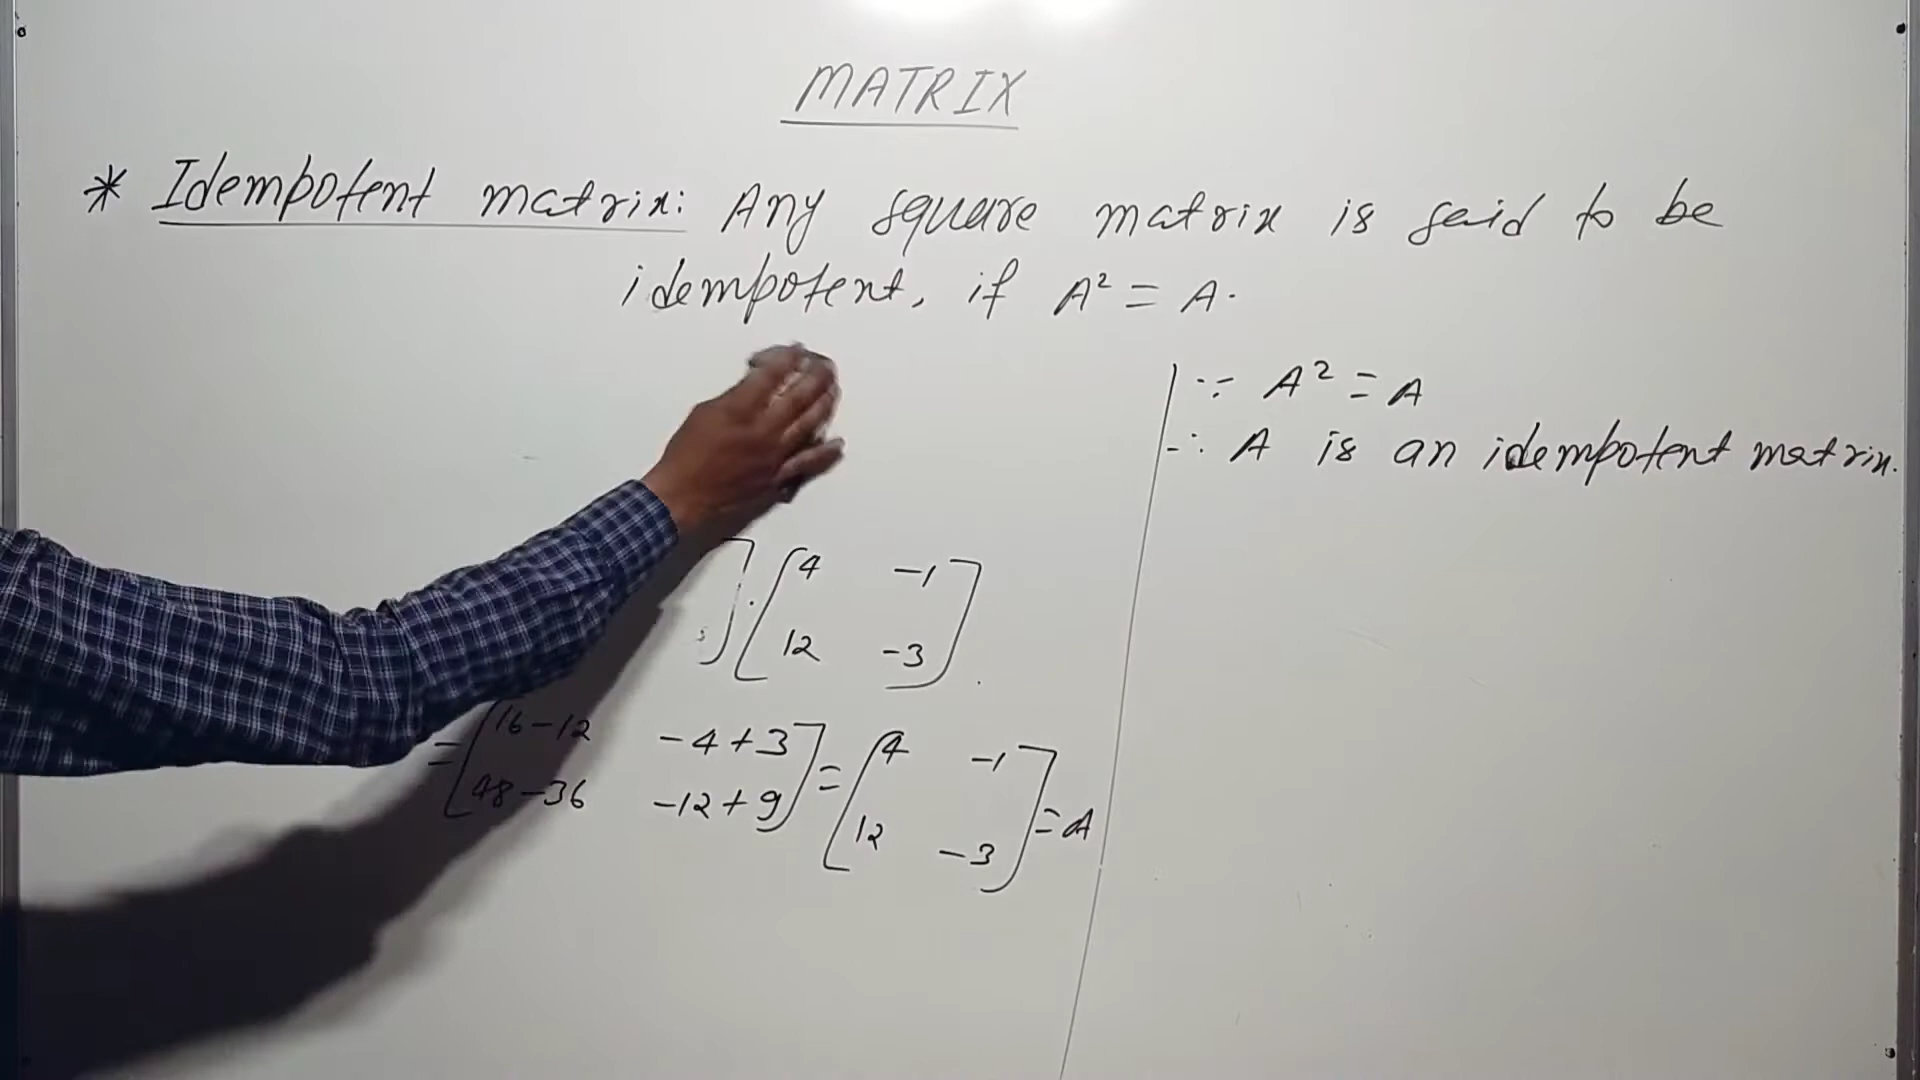 MATRIX
* Idempotent matrix: Any square matrix is said to be
idempotent, if A² = A.
∵ A² = A
∴ A is an idempotent matrix.
] . [4 -1
12 -3]
= [16-12 -4+3] = [4 -1
48-36 -12+9] 12 -3] = A